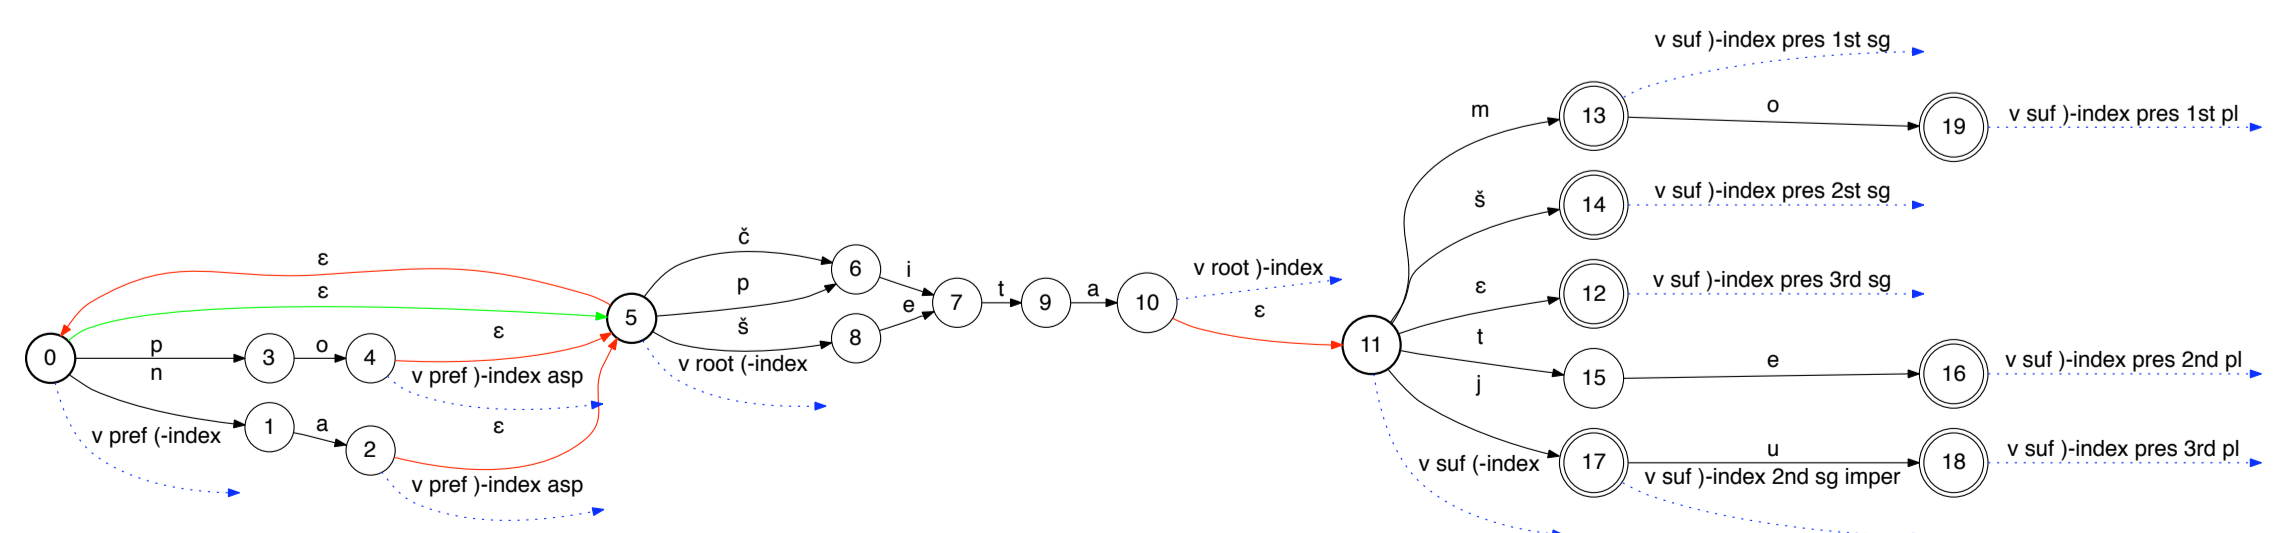 v suf )-index pres 1st sg
m
13
o
19
v suf )-index pres 1st pl
š
14
v suf )-index pres 2st sg
ε
ε
č
p
š
6
i
e
7
t
9
a
10
v root )-index
ε
ε
12
v suf )-index pres 3rd sg
0
p
n
3
o
4
ε
v pref )-index asp
5
8
v root (-index
11
t
j
15
e
16
v suf )-index pres 2nd pl
v pref (-index
1
a
2
ε
v pref )-index asp
v suf (-index
17
u
v suf )-index 2nd sg imper
18
v suf )-index pres 3rd pl